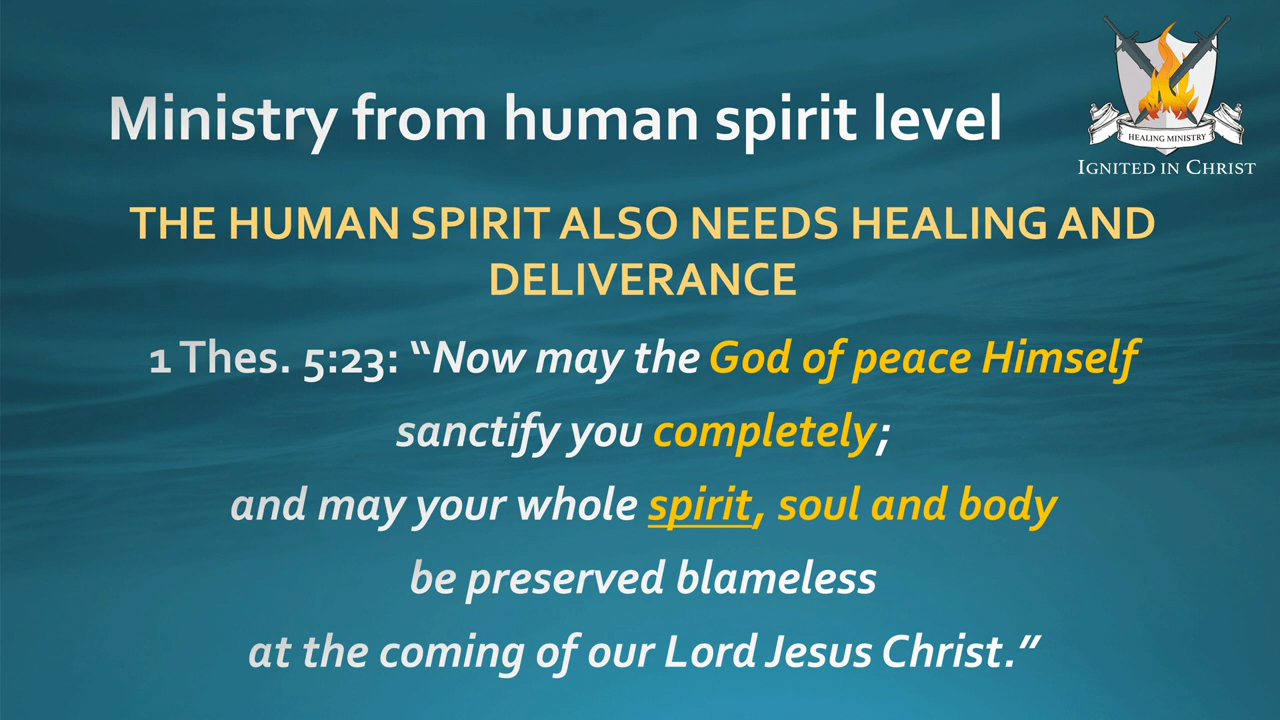 Ministry from human spirit level
HEALING MINISTRY
IGNITED IN CHRIST
THE HUMAN SPIRIT ALSO NEEDS HEALING AND
DELIVERANCE
1 Thes. 5:23: “Now may the God of peace Himself
sanctify you completely;
and may your whole spirit, soul and body
be preserved blameless
at the coming of our Lord Jesus Christ.”